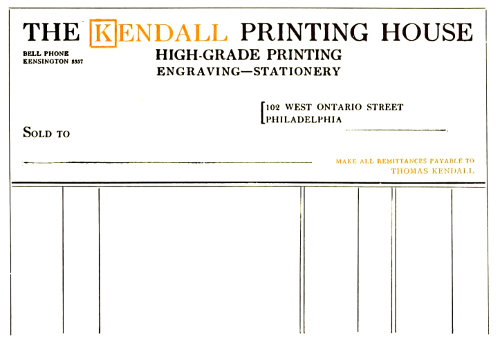 THE KENDALL PRINTING HOUSE
BELL PHONE
KENSINGTON 5557
HIGH-GRADE PRINTING
ENGRAVING—STATIONERY
102 WEST ONTARIO STREET
PHILADELPHIA
SOLD TO
MAKE ALL REMITTANCES PAYABLE TO
THOMAS KENDALL